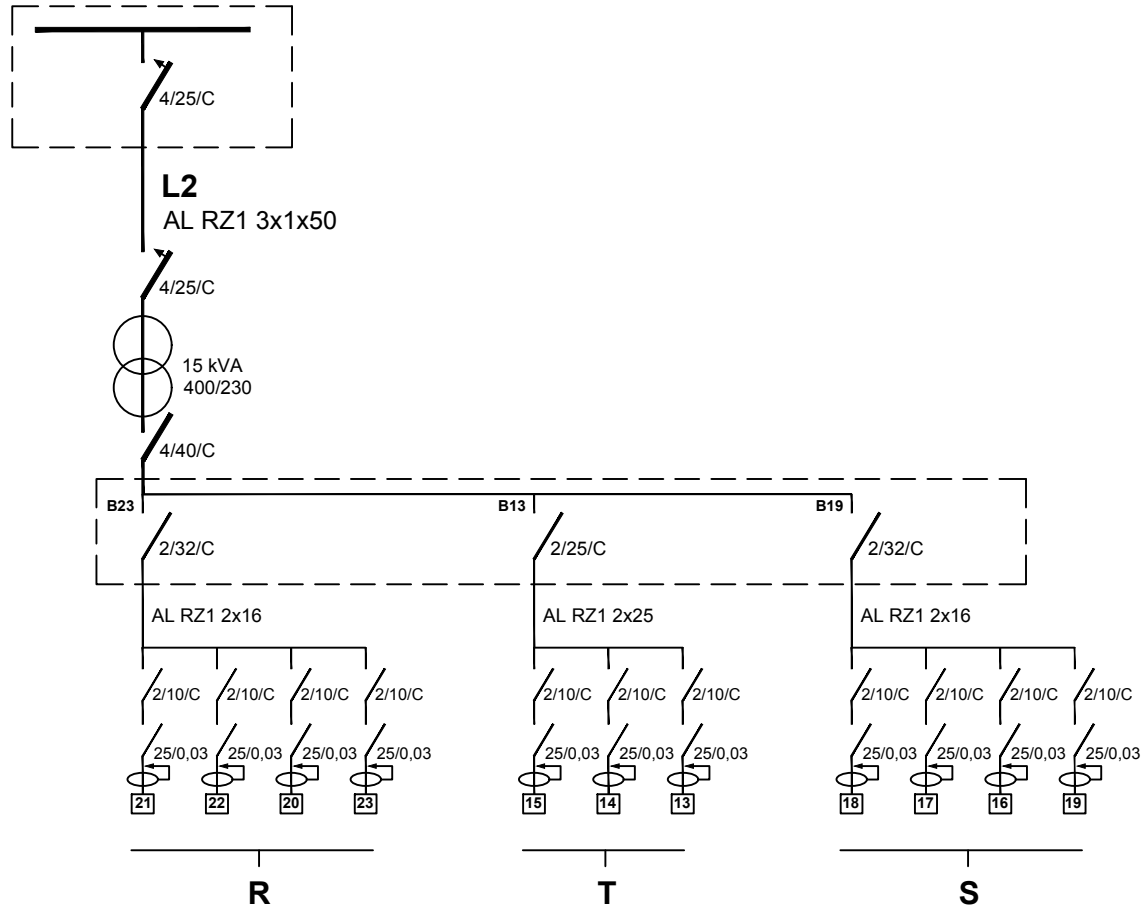 4/25/C
L2
AL RZ1 3x1x50
4/25/C
15 kVA
400/230
4/40/C
B23 B13 B19
2/32/C 2/25/C 2/32/C
AL RZ1 2x16 AL RZ1 2x25 AL RZ1 2x16
2/10/C 2/10/C 2/10/C 2/10/C 2/10/C 2/10/C 2/10/C 2/10/C 2/10/C 2/10/C 2/10/C
25/0,03 25/0,03 25/0,03 25/0,03 25/0,03 25/0,03 25/0,03 25/0,03 25/0,03 25/0,03 25/0,03
21 22 20 23 15 14 13 18 17 16 19
R T S